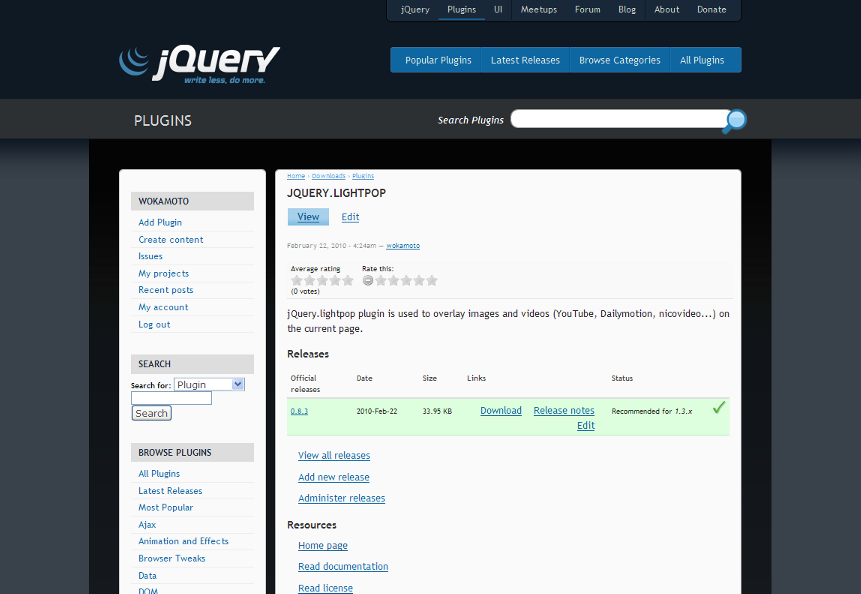 jQuery Plugins UI Meetups Forum Blog About Donate
jQuery
write less, do more.
Popular Plugins Latest Releases Browse Categories All Plugins
PLUGINS
Search Plugins
WOKAMOTO
Add Plugin
Create content
Issues
My projects
Recent posts
My account
Log out
SEARCH
Search for: Plugin
Search
BROWSE PLUGINS
All Plugins
Latest Releases
Most Popular
Ajax
Animation and Effects
Browser Tweaks
Data
DOM
Home › Downloads › Plugins
JQUERY.LIGHTPOP
View Edit
February 22, 2010 - 4:24am — wokamoto
Average rating Rate this:
(0 votes)
jQuery.lightpop plugin is used to overlay images and videos (YouTube, Dailymotion, nicovideo...) on
the current page.
Releases
Official Date Size Links Status
releases
0.8.3 2010-Feb-22 33.95 KB Download Release notes Recommended for 1.3.x
Edit
View all releases
Add new release
Administer releases
Resources
Home page
Read documentation
Read license